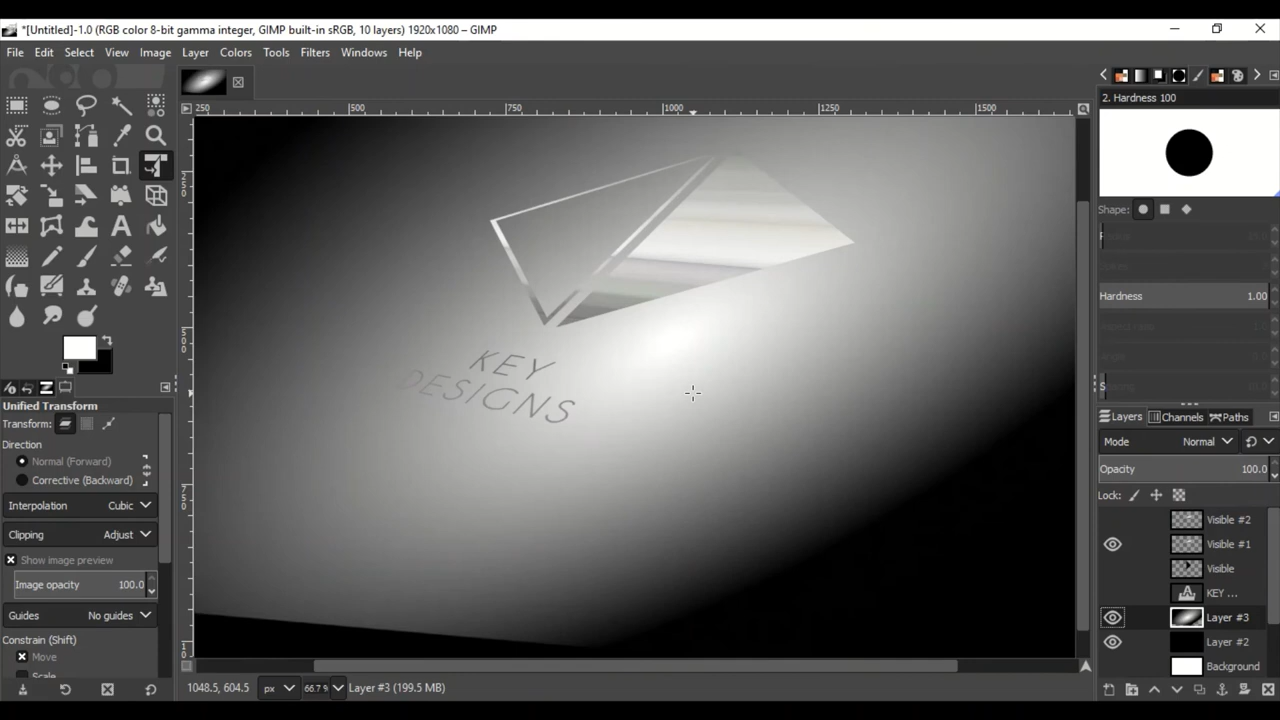 *[Untitled]-1.0 (RGB color 8-bit gamma integer, GIMP built-in sRGB, 10 layers) 1920x1080 – GIMP
File Edit Select View Image Layer Colors Tools Filters Windows Help
250 500 750 1000 1250 1500
2. Hardness 100
250
500
750
KEY
DESIGNS
Shape:
Hardness 1.00
Unified Transform
Transform:
Direction
Normal (Forward)
Corrective (Backward)
Interpolation Cubic
Clipping Adjust
Show image preview
Image opacity 100.0
Guides No guides
Constrain (Shift)
Move
Scale
Layers Channels Paths
Mode Normal
Opacity 100.0
Lock:
Visible #2
Visible #1
Visible
KEY ...
Layer #3
Layer #2
Background
1048.5, 604.5 px 66.7 % Layer #3 (199.5 MB)